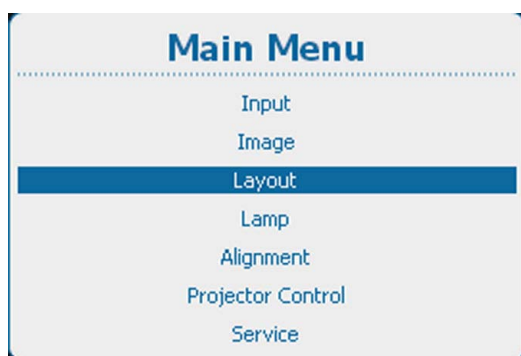 Main Menu
Input
Image
Layout
Lamp
Alignment
Projector Control
Service